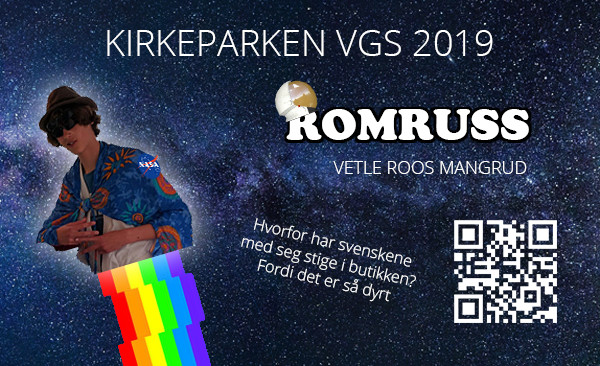 KIRKEPARKEN VGS 2019
ROMRUSS
VETLE ROOS MANGRUD
NASA
Hvorfor har svenskene
med seg stige i butikken?
Fordi det er så dyrt